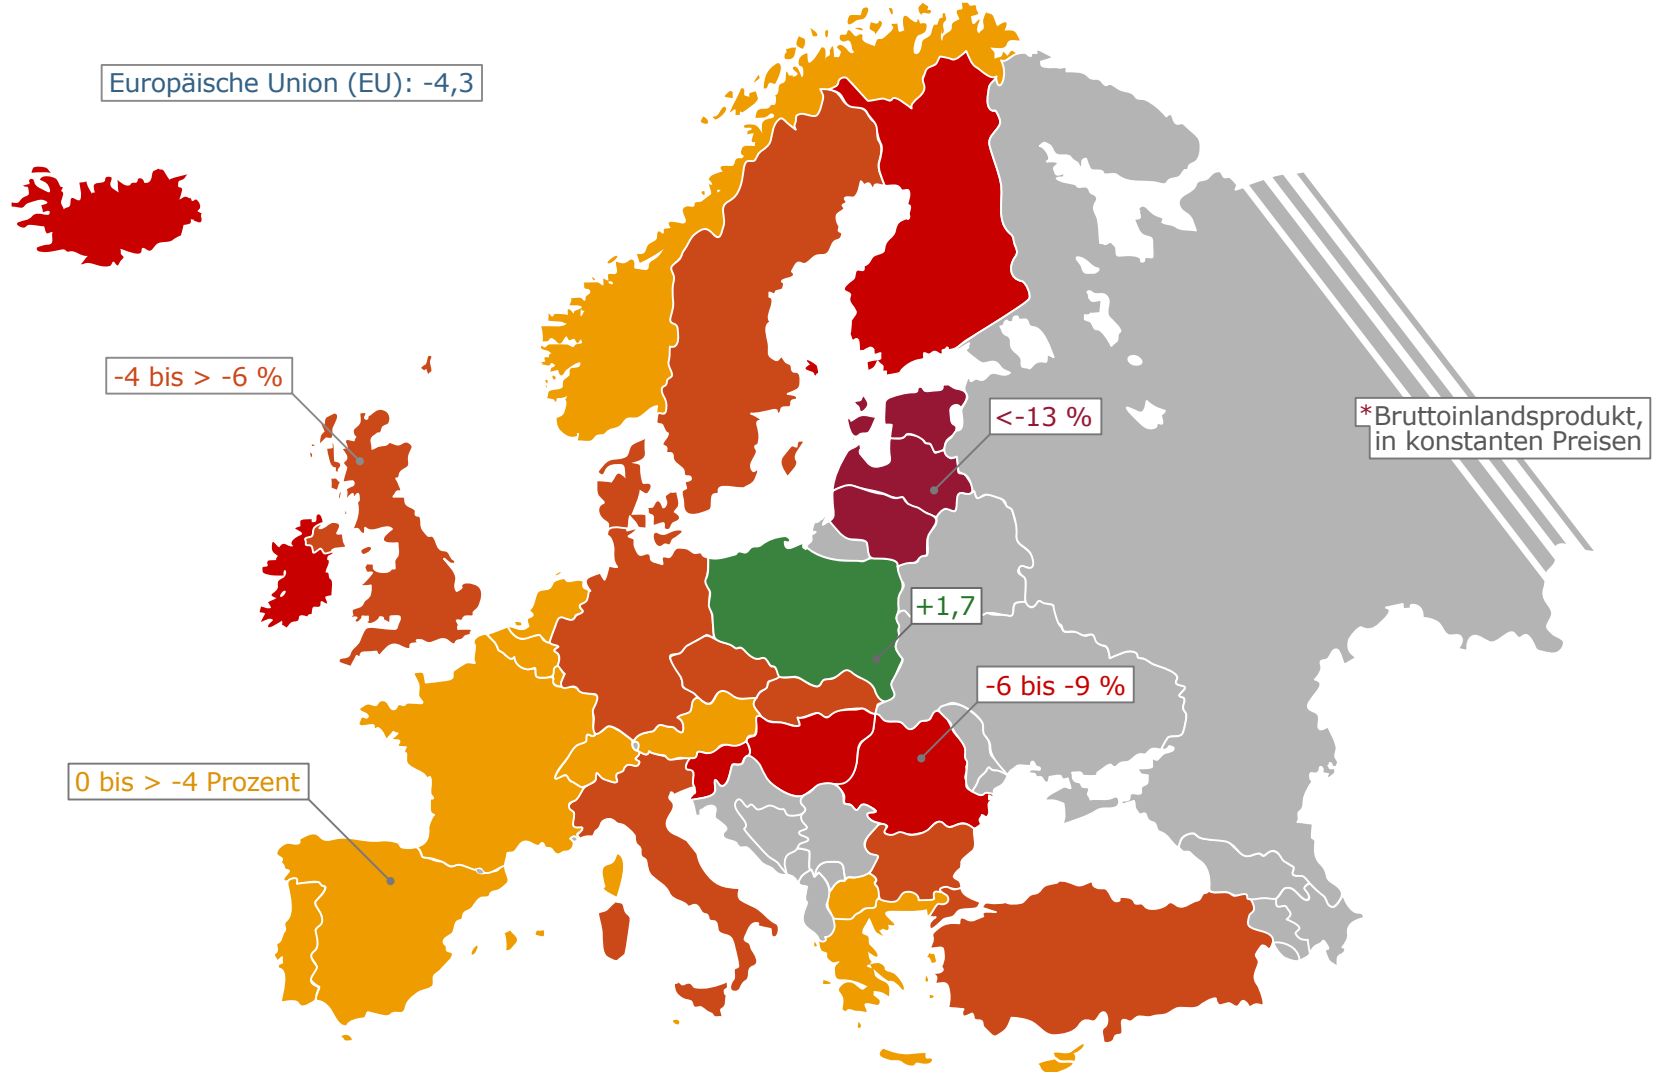 Europäische Union (EU): -4,3
-4 bis > -6 %
<-13 %
*Bruttoinlandsprodukt,
in konstanten Preisen
+1,7
-6 bis -9 %
0 bis > -4 Prozent